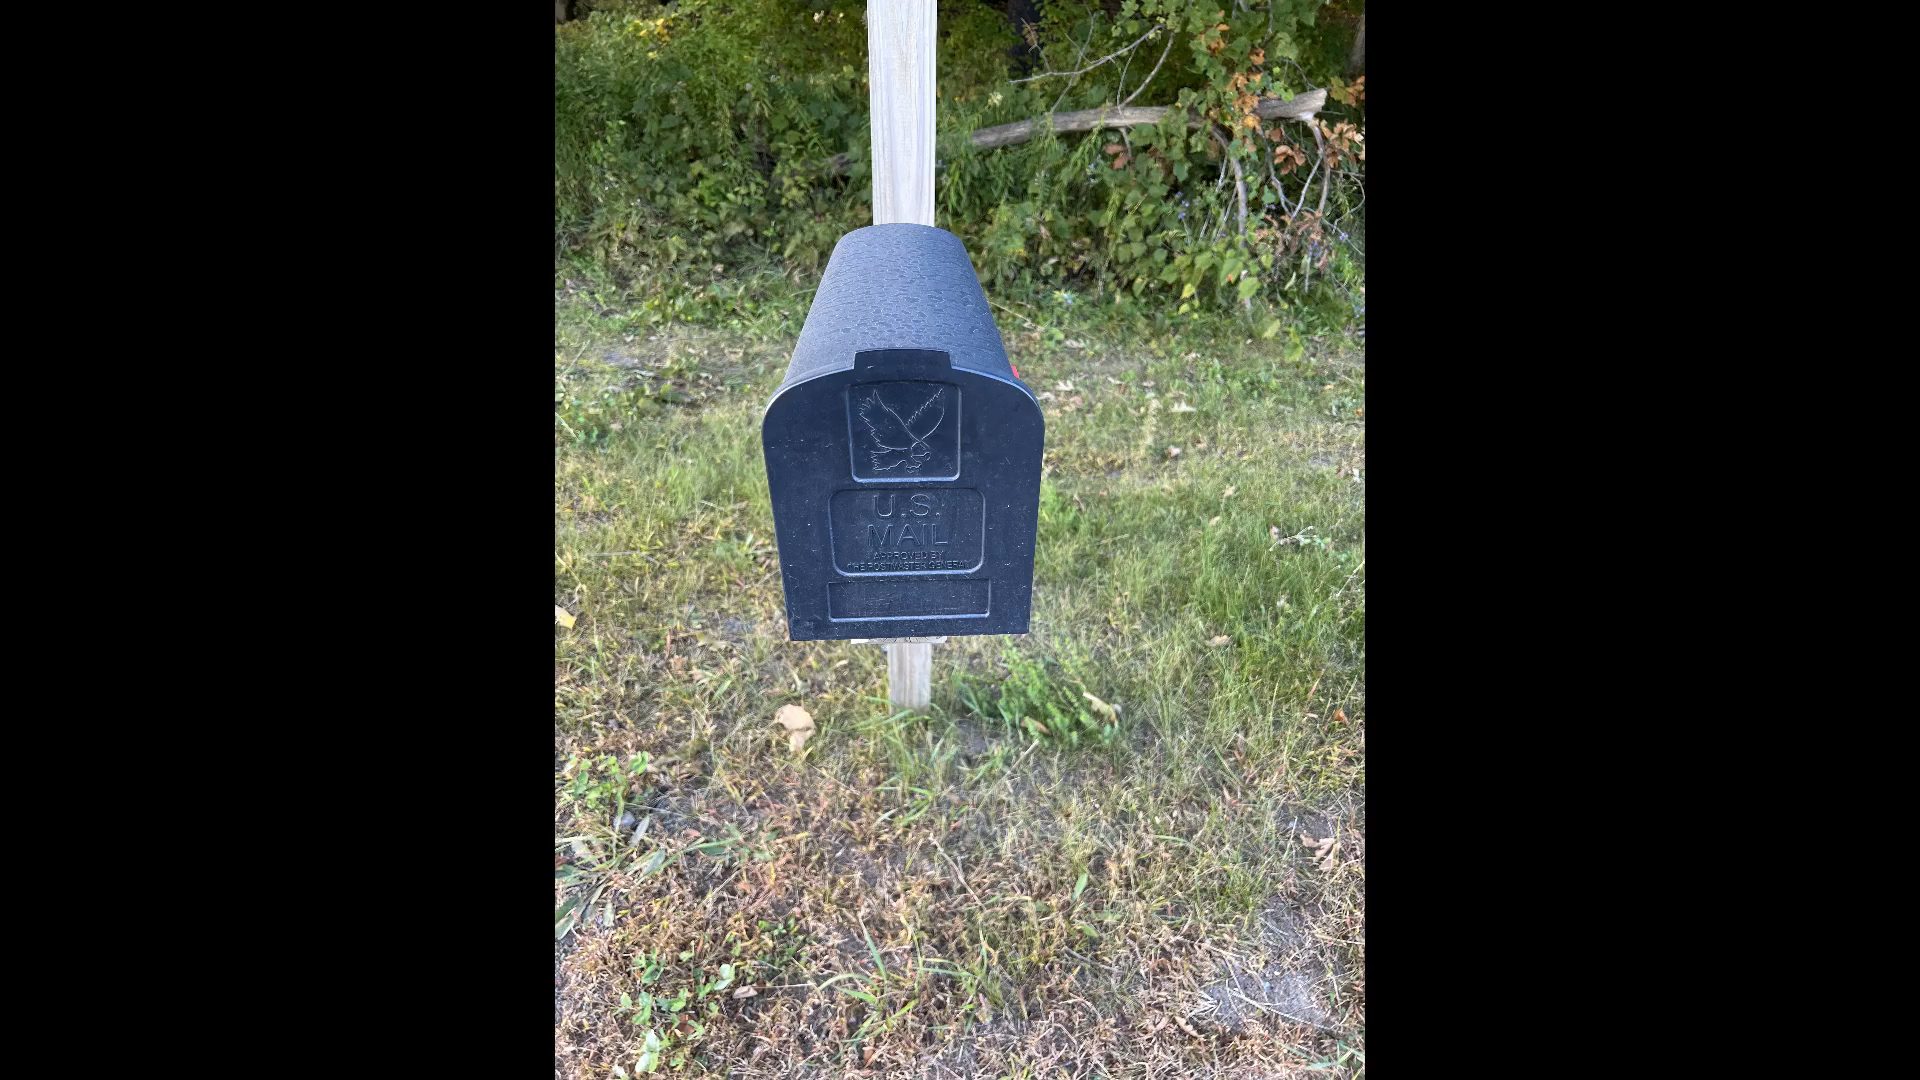 U.S.
MAIL
APPROVED BY
THE POSTMASTER GENERAL